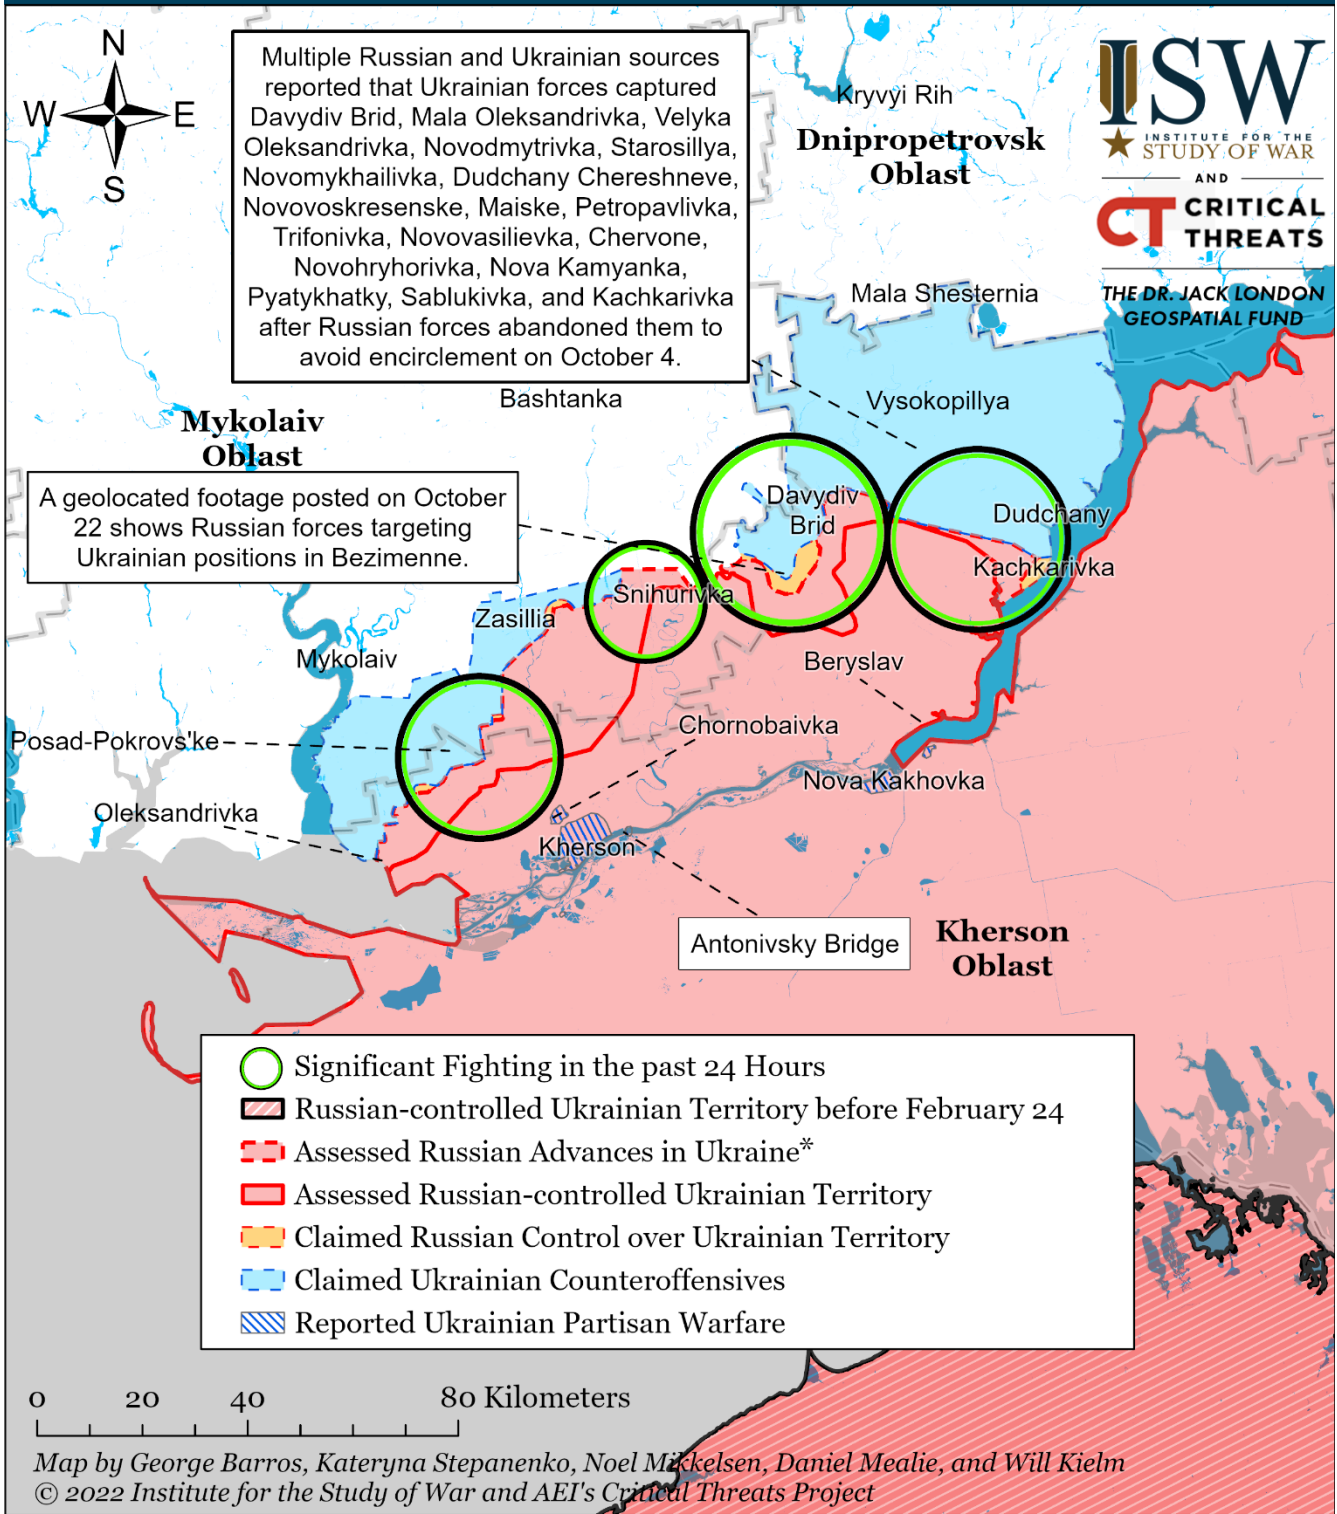 N
W
E
S
Multiple Russian and Ukrainian sources
reported that Ukrainian forces captured
Davydiv Brid, Mala Oleksandrivka, Velyka
Oleksandrivka, Novodmytrivka, Starosillya,
Novomykhailivka, Dudchany Chereshneve,
Novovoskresenske, Maiske, Petropavlivka,
Trifonivka, Novovasilievka, Chervone,
Novohryhorivka, Nova Kamyanka,
Pyatykhatky, Sablukivka, and Kachkarivka
after Russian forces abandoned them to
avoid encirclement on October 4.
Kryvyi Rih
Dnipropetrovsk
Oblast
ISW
INSTITUTE FOR THE
STUDY OF WAR
AND
CT CRITICAL
THREATS
THE DR. JACK LONDON
GEOSPATIAL FUND
Mala Shesternia
Bashtanka
Vysokopillya
Mykolaiv
Oblast
A geolocated footage posted on October
22 shows Russian forces targeting
Ukrainian positions in Bezimenne.
Davydiv
Brid
Dudchany
Kachkarivka
Snihurivka
Zasillia
Mykolaiv
Beryslav
Chornobaivka
Posad-Pokrovs'ke
Nova Kakhovka
Oleksandrivka
Kherson
Antonivsky Bridge
Kherson
Oblast
Significant Fighting in the past 24 Hours
Russian-controlled Ukrainian Territory before February 24
Assessed Russian Advances in Ukraine*
Assessed Russian-controlled Ukrainian Territory
Claimed Russian Control over Ukrainian Territory
Claimed Ukrainian Counteroffensives
Reported Ukrainian Partisan Warfare
0 20 40 80 Kilometers
Map by George Barros, Kateryna Stepanenko, Noel Mikkelsen, Daniel Mealie, and Will Kielm
© 2022 Institute for the Study of War and AEI's Critical Threats Project